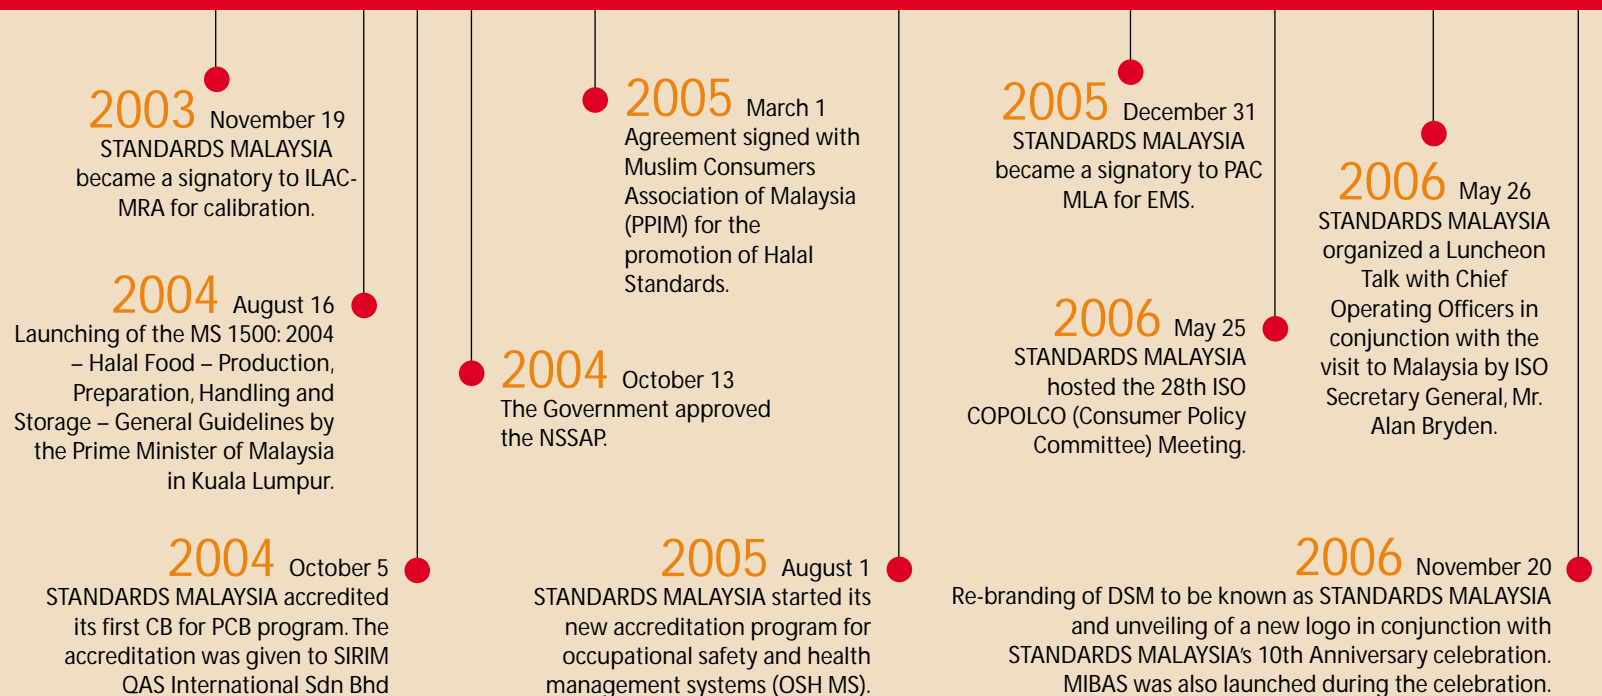 2003 November 19
STANDARDS MALAYSIA
became a signatory to ILAC-
MRA for calibration.
2004 August 16
Launching of the MS 1500: 2004
– Halal Food – Production,
Preparation, Handling and
Storage – General Guidelines by
the Prime Minister of Malaysia
in Kuala Lumpur.
2004 October 5
STANDARDS MALAYSIA accredited
its first CB for PCB program. The
accreditation was given to SIRIM
QAS International Sdn Bhd
2004 October 13
The Government approved
the NSSAP.
2005 March 1
Agreement signed with
Muslim Consumers
Association of Malaysia
(PPIM) for the
promotion of Halal
Standards.
2005 August 1
STANDARDS MALAYSIA started its
new accreditation program for
occupational safety and health
management systems (OSH MS).
2005 December 31
STANDARDS MALAYSIA
became a signatory to PAC
MLA for EMS.
2006 May 25
STANDARDS MALAYSIA
hosted the 28th ISO
COPOLCO (Consumer Policy
Committee) Meeting.
2006 May 26
STANDARDS MALAYSIA
organized a Luncheon
Talk with Chief
Operating Officers in
conjunction with the
visit to Malaysia by ISO
Secretary General, Mr.
Alan Bryden.
2006 November 20
Re-branding of DSM to be known as STANDARDS MALAYSIA
and unveiling of a new logo in conjunction with
STANDARDS MALAYSIA's 10th Anniversary celebration.
MIBAS was also launched during the celebration.